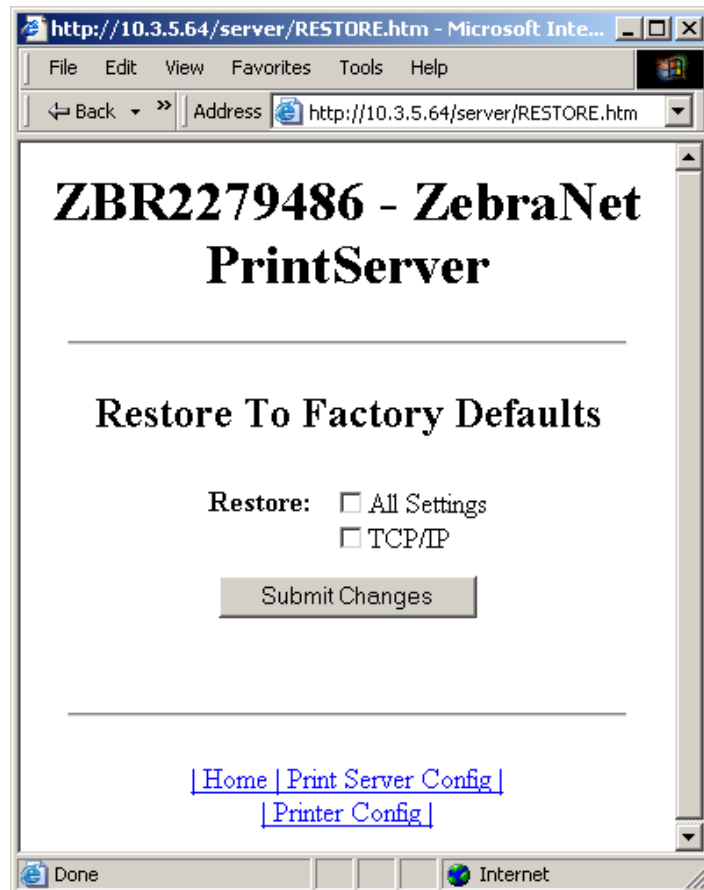 http://10.3.5.64/server/RESTORE.htm - Microsoft Inte...
File Edit View Favorites Tools Help
Back » Address http://10.3.5.64/server/RESTORE.htm
ZBR2279486 - ZebraNet
PrintServer
Restore To Factory Defaults
Restore: All Settings
TCP/IP
Submit Changes
| Home | Print Server Config |
| Printer Config |
Done Internet